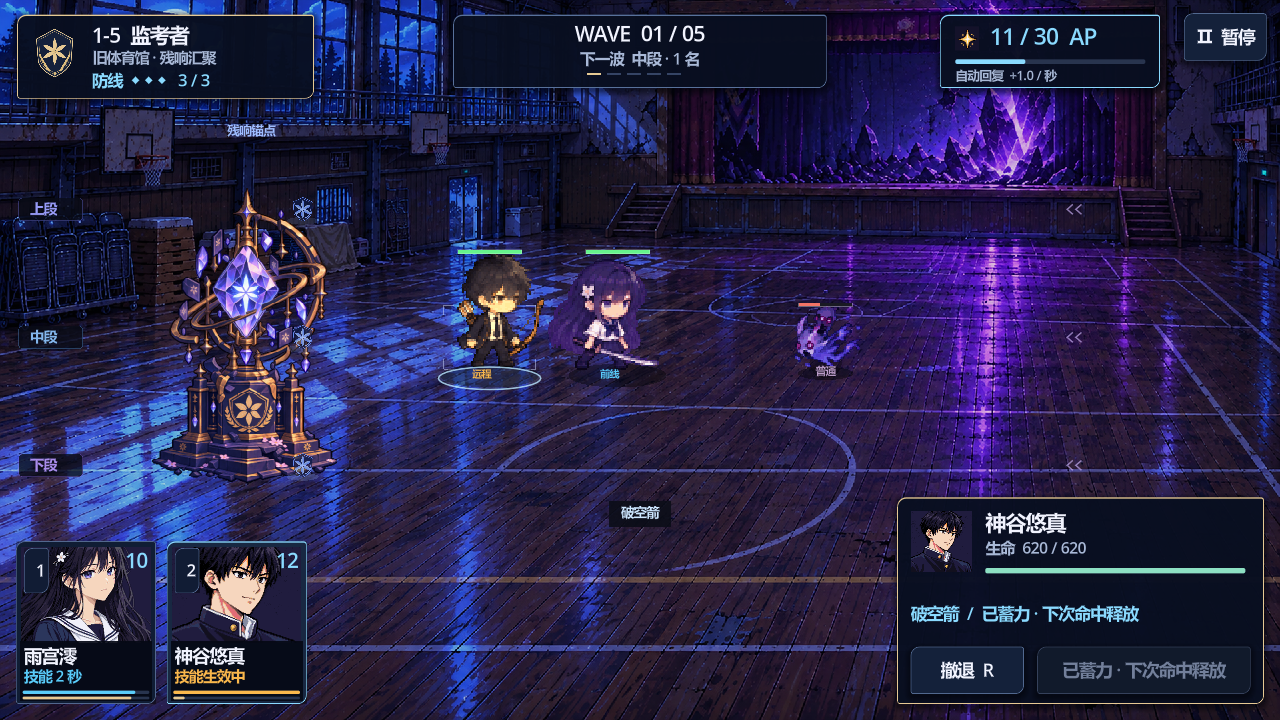 1-5 监考者
旧体育馆 · 残响汇聚
防线 3 / 3
WAVE 01 / 05
下一波 中段 · 1 名
11 / 30 AP
自动回复 +1.0 / 秒
暂停
残响锚点
上段
中段
下段
远程
前线
普通
破空箭
1
10
雨宫澪
技能 2 秒
2
12
神谷悠真
技能生效中
神谷悠真
生命 620 / 620
破空箭 / 已蓄力 · 下次命中释放
撤退 R
已蓄力 · 下次命中释放